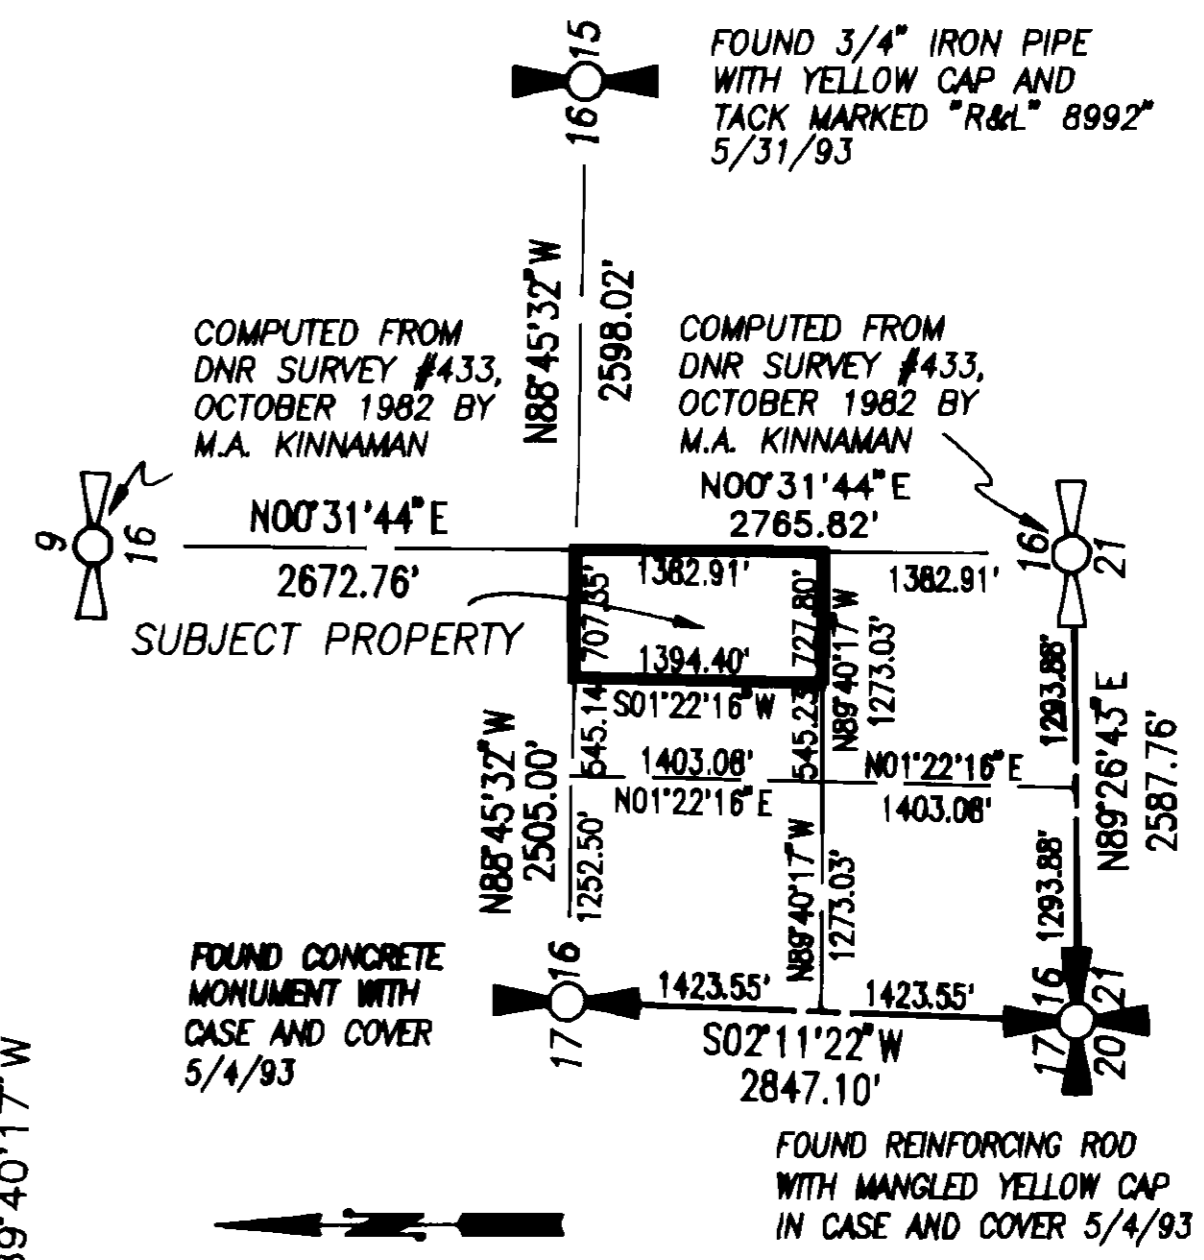 15
16
FOUND 3/4" IRON PIPE
WITH YELLOW CAP AND
TACK MARKED "R&L" 8992"
5/31/93
N88°45'32"W
2598.02'
COMPUTED FROM
DNR SURVEY #433,
OCTOBER 1982 BY
M.A. KINNAMAN
COMPUTED FROM
DNR SURVEY #433,
OCTOBER 1982 BY
M.A. KINNAMAN
9
16
N00°31'44"E
2672.76'
N00°31'44"E
2765.82'
16
21
1382.91'
1382.91'
707.35'
727.80'
SUBJECT PROPERTY
1394.40'
S01°22'16"W
N89°40'17"W
1273.03'
1293.88'
N89°26'43"E
2587.76'
545.14'
545.23'
N88°45'32"W
2505.00'
1252.50'
1403.08'
N01°22'16"E
N01°22'16"E
1403.08'
N89°40'17"W
1273.03'
1293.88'
FOUND CONCRETE
MONUMENT WITH
CASE AND COVER
5/4/93
16
17
1423.55'
1423.55'
S02°11'22"W
2847.10'
16
21
17
20
FOUND REINFORCING ROD
WITH MANGLED YELLOW CAP
IN CASE AND COVER 5/4/93
N
39°40'17"W